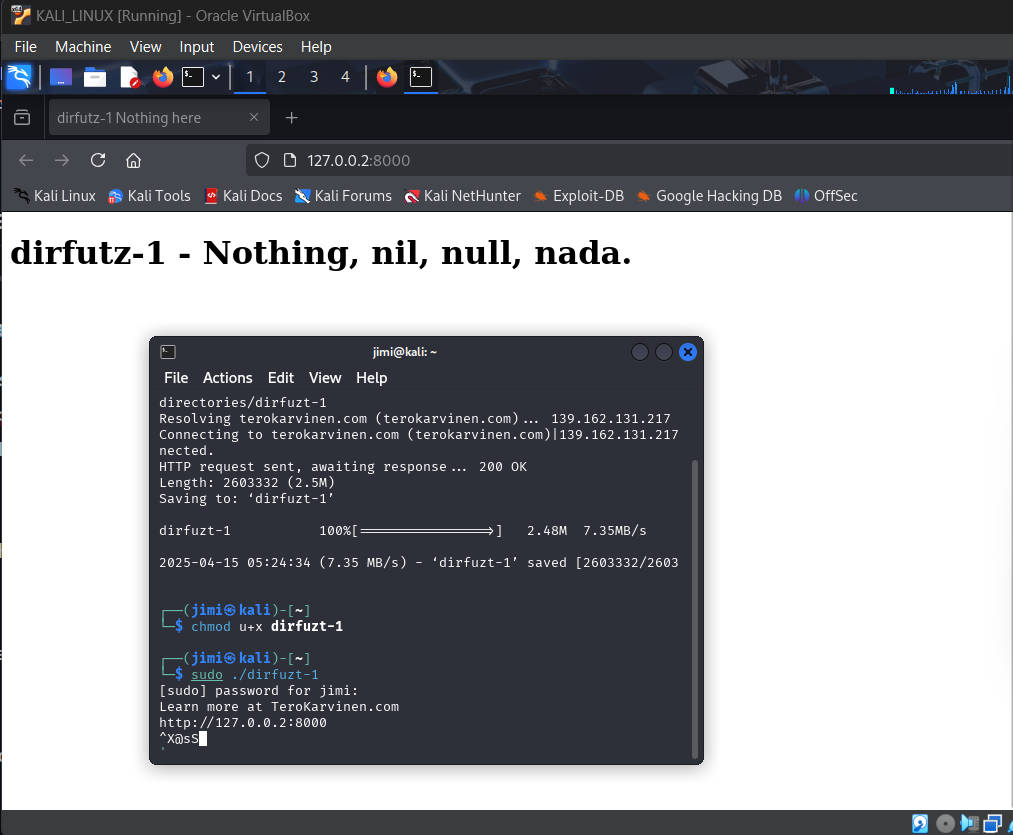 KALI_LINUX [Running] - Oracle VirtualBox
File Machine View Input Devices Help
1 2 3 4
dirfutz-1 Nothing here
127.0.0.2:8000
Kali Linux Kali Tools Kali Docs Kali Forums Kali NetHunter Exploit-DB Google Hacking DB OffSec
dirfutz-1 - Nothing, nil, null, nada.
jimi@kali: ~
File Actions Edit View Help
directories/dirfuzt-1
Resolving terokarvinen.com (terokarvinen.com)... 139.162.131.217
Connecting to terokarvinen.com (terokarvinen.com)|139.162.131.217
nected.
HTTP request sent, awaiting response... 200 OK
Length: 2603332 (2.5M)
Saving to: ‘dirfuzt-1’
dirfuzt-1 100%[===================>] 2.48M 7.35MB/s
2025-04-15 05:24:34 (7.35 MB/s) - ‘dirfuzt-1’ saved [2603332/2603
┌──(jimi㉿kali)-[~]
└─$ chmod u+x dirfuzt-1
┌──(jimi㉿kali)-[~]
└─$ sudo ./dirfuzt-1
[sudo] password for jimi:
Learn more at TeroKarvinen.com
http://127.0.0.2:8000
^X@sS